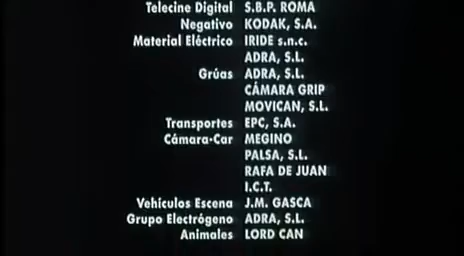 Telecine Digital S.B.P. ROMA
Negativo KODAK, S.A.
Material Eléctrico IRIDE s.n.c.
ADRA, S.L.
Grúas ADRA, S.L.
CÁMARA GRIP
MOVICAN, S.L.
Transportes EPC, S.A.
Cámara-Car MEGINO
PALSA, S.L.
RAFA DE JUAN
I.C.T.
Vehículos Escena J.M. GASCA
Grupo Electrógeno ADRA, S.L.
Animales LORD CAN